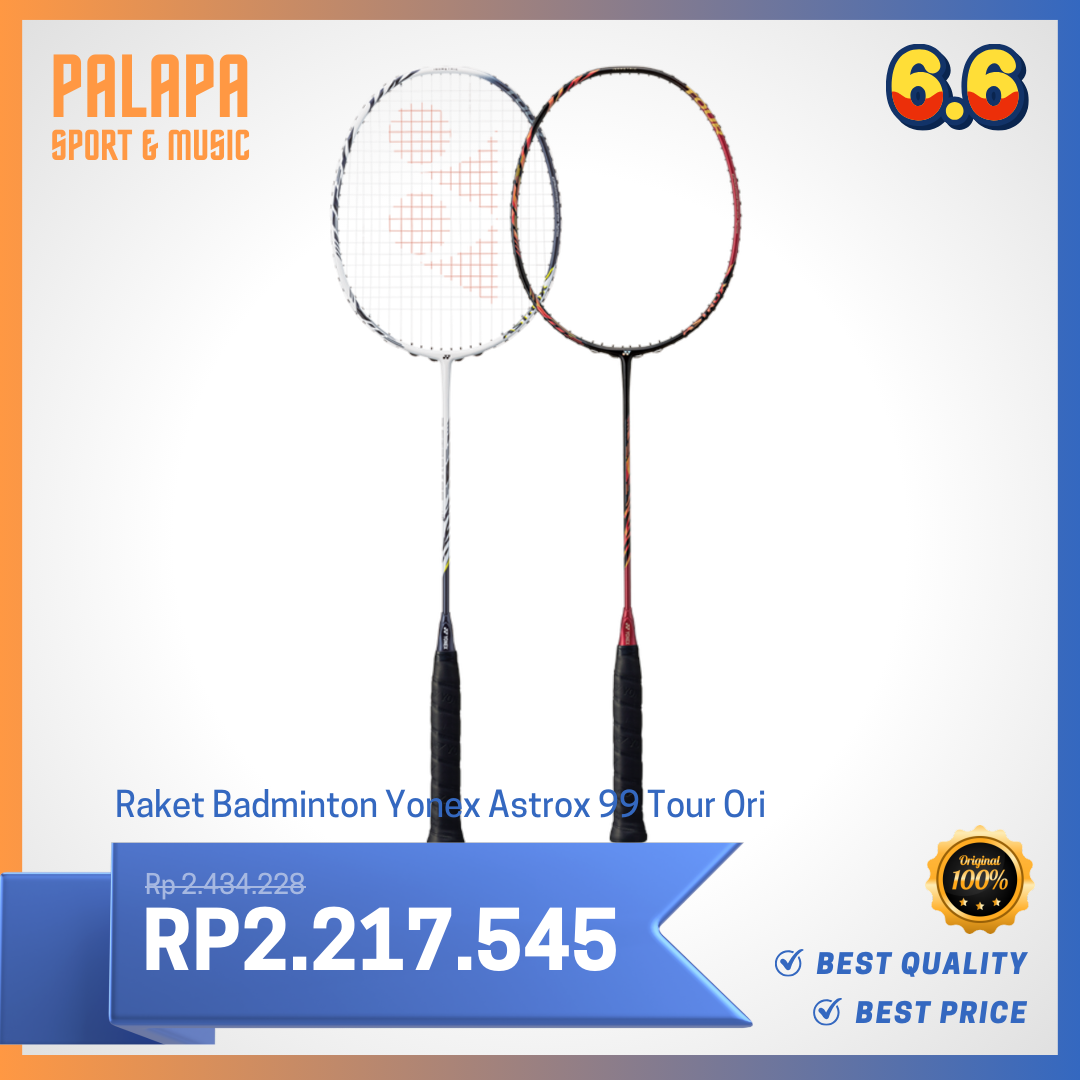 PALAPA
SPORT & MUSIC
6.6
Raket Badminton Yonex Astrox 99 Tour Ori
Rp 2.434.228
RP2.217.545
Original
100%
BEST QUALITY
BEST PRICE